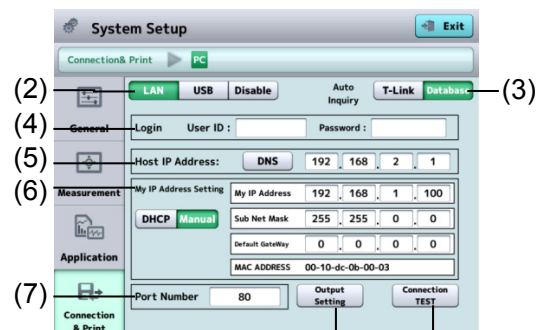 System Setup
Exit
Connection& Print PC
(2) LAN USB Disable Auto Inquiry T-Link Database (3)
General
(4) Login User ID : Password :
(5) Host IP Address: DNS 192 . 168 . 2 . 1
Measurement
(6) My IP Address Setting My IP Address 192 . 168 . 1 . 100
DHCP Manual Sub Net Mask 255 . 255 . 0 . 0
Default GateWay 0 . 0 . 0 . 0
Application
MAC ADDRESS 00-10-dc-0b-00-03
(7) Port Number 80 Output Setting Connection TEST
Connection
& Print